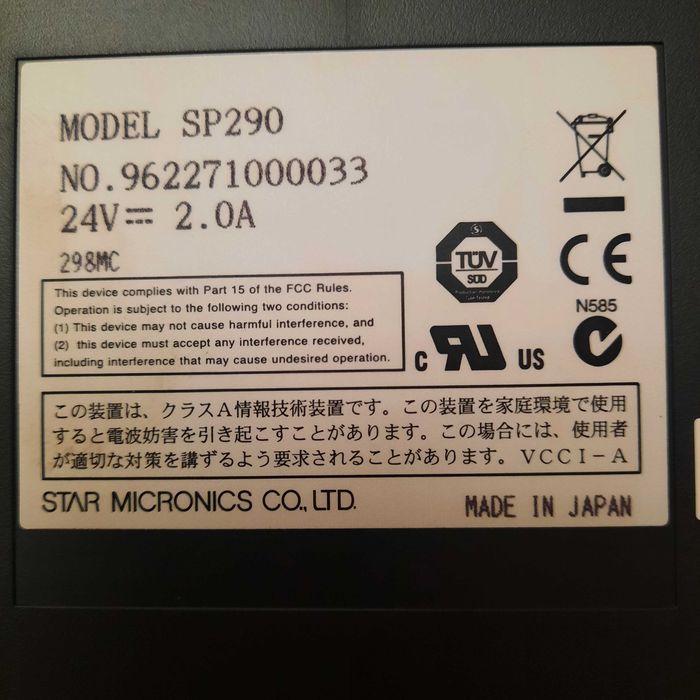 MODEL SP290
NO.962271000033
24V⎓ 2.0A
298MC
This device complies with Part 15 of the FCC Rules.
Operation is subject to the following two conditions:
(1) This device may not cause harmful interference, and
(2) this device must accept any interference received,
including interference that may cause undesired operation.
TÜV
SÜD
CE
N585
C RU US
この装置は、クラスA情報技術装置です。この装置を家庭環境で使用
すると電波妨害を引き起こすことがあります。この場合には、使用者
が適切な対策を講ずるよう要求されることがあります。VCCI-A
STAR MICRONICS CO., LTD.
MADE IN JAPAN